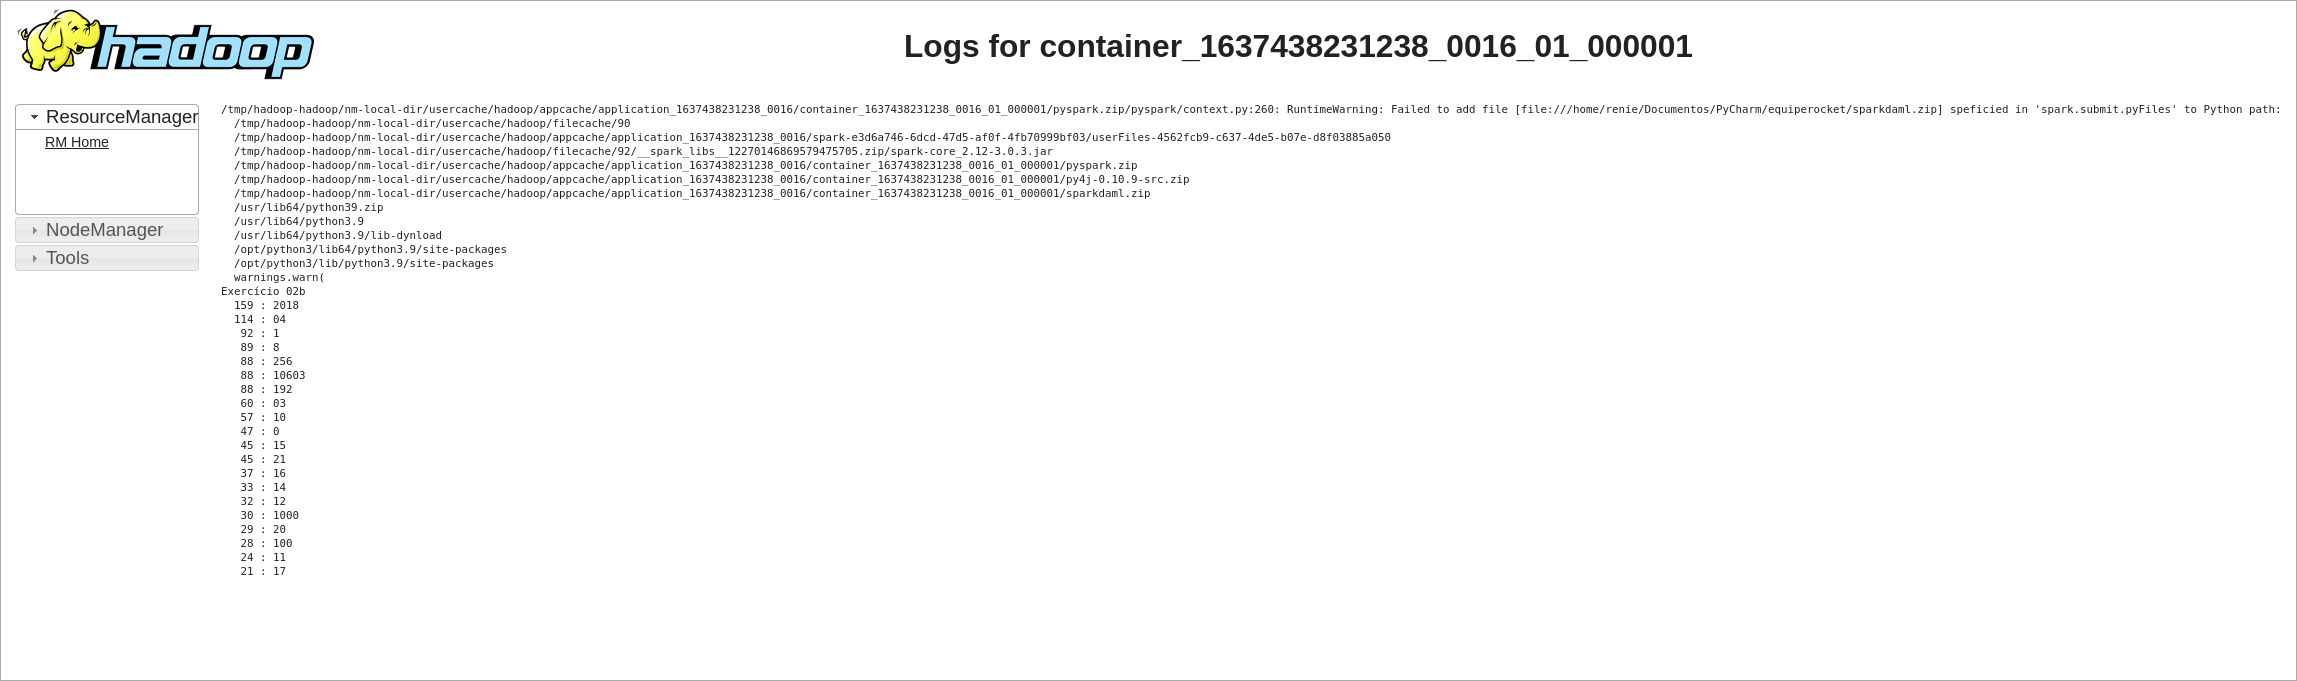 hadoop
Logs for container_1637438231238_0016_01_000001
ResourceManager
RM Home
NodeManager
Tools
/tmp/hadoop-hadoop/nm-local-dir/usercache/hadoop/appcache/application_1637438231238_0016/container_1637438231238_0016_01_000001/pyspark.zip/pyspark/context.py:260: RuntimeWarning: Failed to add file [file:///home/renie/Documentos/PyCharm/equiperocket/sparkdaml.zip] speficied in 'spark.submit.pyFiles' to Python path:
/tmp/hadoop-hadoop/nm-local-dir/usercache/hadoop/filecache/90
/tmp/hadoop-hadoop/nm-local-dir/usercache/hadoop/appcache/application_1637438231238_0016/spark-e3d6a746-6dcd-47d5-af0f-4fb70999bf03/userFiles-4562fcb9-c637-4de5-b07e-d8f03885a050
/tmp/hadoop-hadoop/nm-local-dir/usercache/hadoop/filecache/92/__spark_libs__12270146869579475705.zip/spark-core_2.12-3.0.3.jar
/tmp/hadoop-hadoop/nm-local-dir/usercache/hadoop/appcache/application_1637438231238_0016/container_1637438231238_0016_01_000001/pyspark.zip
/tmp/hadoop-hadoop/nm-local-dir/usercache/hadoop/appcache/application_1637438231238_0016/container_1637438231238_0016_01_000001/py4j-0.10.9-src.zip
/tmp/hadoop-hadoop/nm-local-dir/usercache/hadoop/appcache/application_1637438231238_0016/container_1637438231238_0016_01_000001/sparkdaml.zip
/usr/lib64/python39.zip
/usr/lib64/python3.9
/usr/lib64/python3.9/lib-dynload
/opt/python3/lib64/python3.9/site-packages
/opt/python3/lib/python3.9/site-packages
warnings.warn(
Exercício 02b
159 : 2018
114 : 04
92 : 1
89 : 8
88 : 256
88 : 10603
88 : 192
60 : 03
57 : 10
47 : 0
45 : 15
45 : 21
37 : 16
33 : 14
32 : 12
30 : 1000
29 : 20
28 : 100
24 : 11
21 : 17